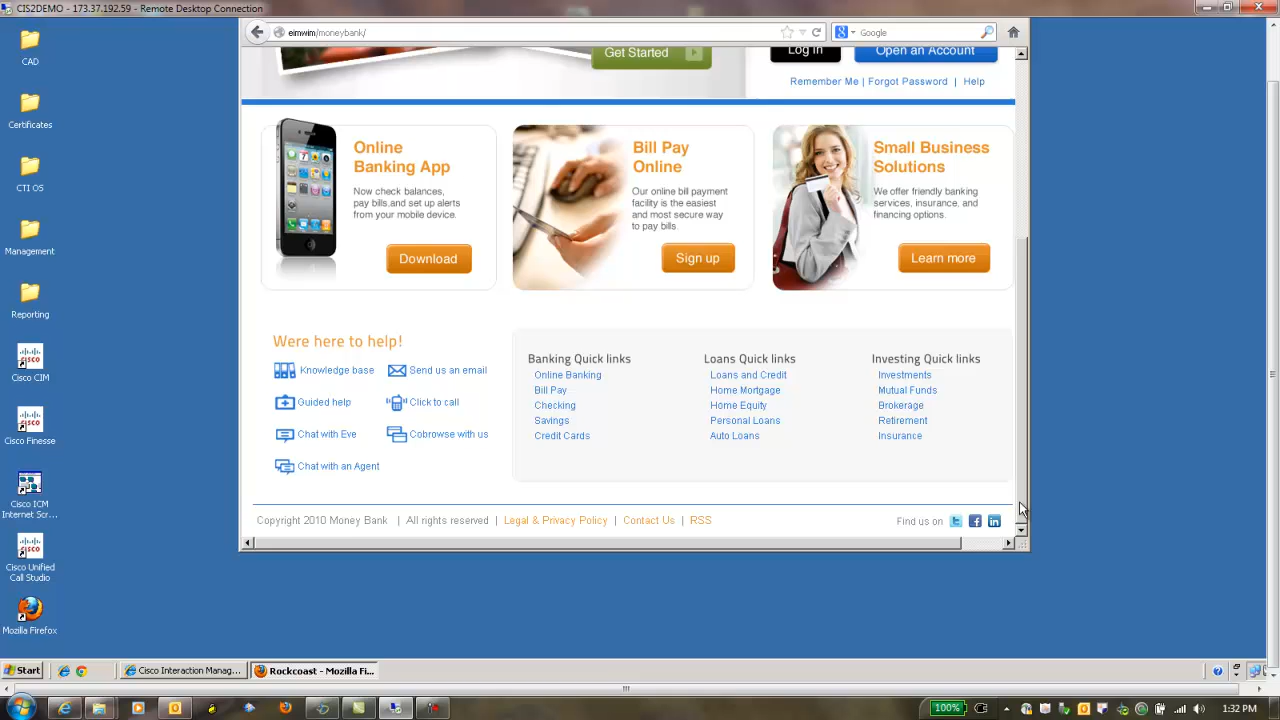 CIS2DEMO - 173.37.192.59 - Remote Desktop Connection
CAD
Certificates
CTI OS
Management
Reporting
Cisco CIM
Cisco Finesse
Cisco ICM
Internet Scr...
Cisco Unified
Call Studio
Mozilla Firefox
eimwim/moneybank/
Google
Get Started
Log In
Open an Account
Remember Me | Forgot Password | Help
Online
Banking App
Now check balances,
pay bills,and set up alerts
from your mobile device.
Download
Bill Pay
Online
Our online bill payment
facility is the easiest
and most secure way
to pay bills
Sign up
Small Business
Solutions
We offer friendly banking
services, insurance, and
financing options.
Learn more
Were here to help!
Knowledge base
Send us an email
Guided help
Click to call
Chat with Eve
Cobrowse with us
Chat with an Agent
Banking Quick links
Online Banking
Bill Pay
Checking
Savings
Credit Cards
Loans Quick links
Loans and Credit
Home Mortgage
Home Equity
Personal Loans
Auto Loans
Investing Quick links
Investments
Mutual Funds
Brokerage
Retirement
Insurance
Copyright 2010 Money Bank | All rights reserved | Legal & Privacy Policy | Contact Us | RSS
Find us on
Start
Cisco Interaction Manag...
Rockcoast - Mozilla Fi...
100%
1:32 PM